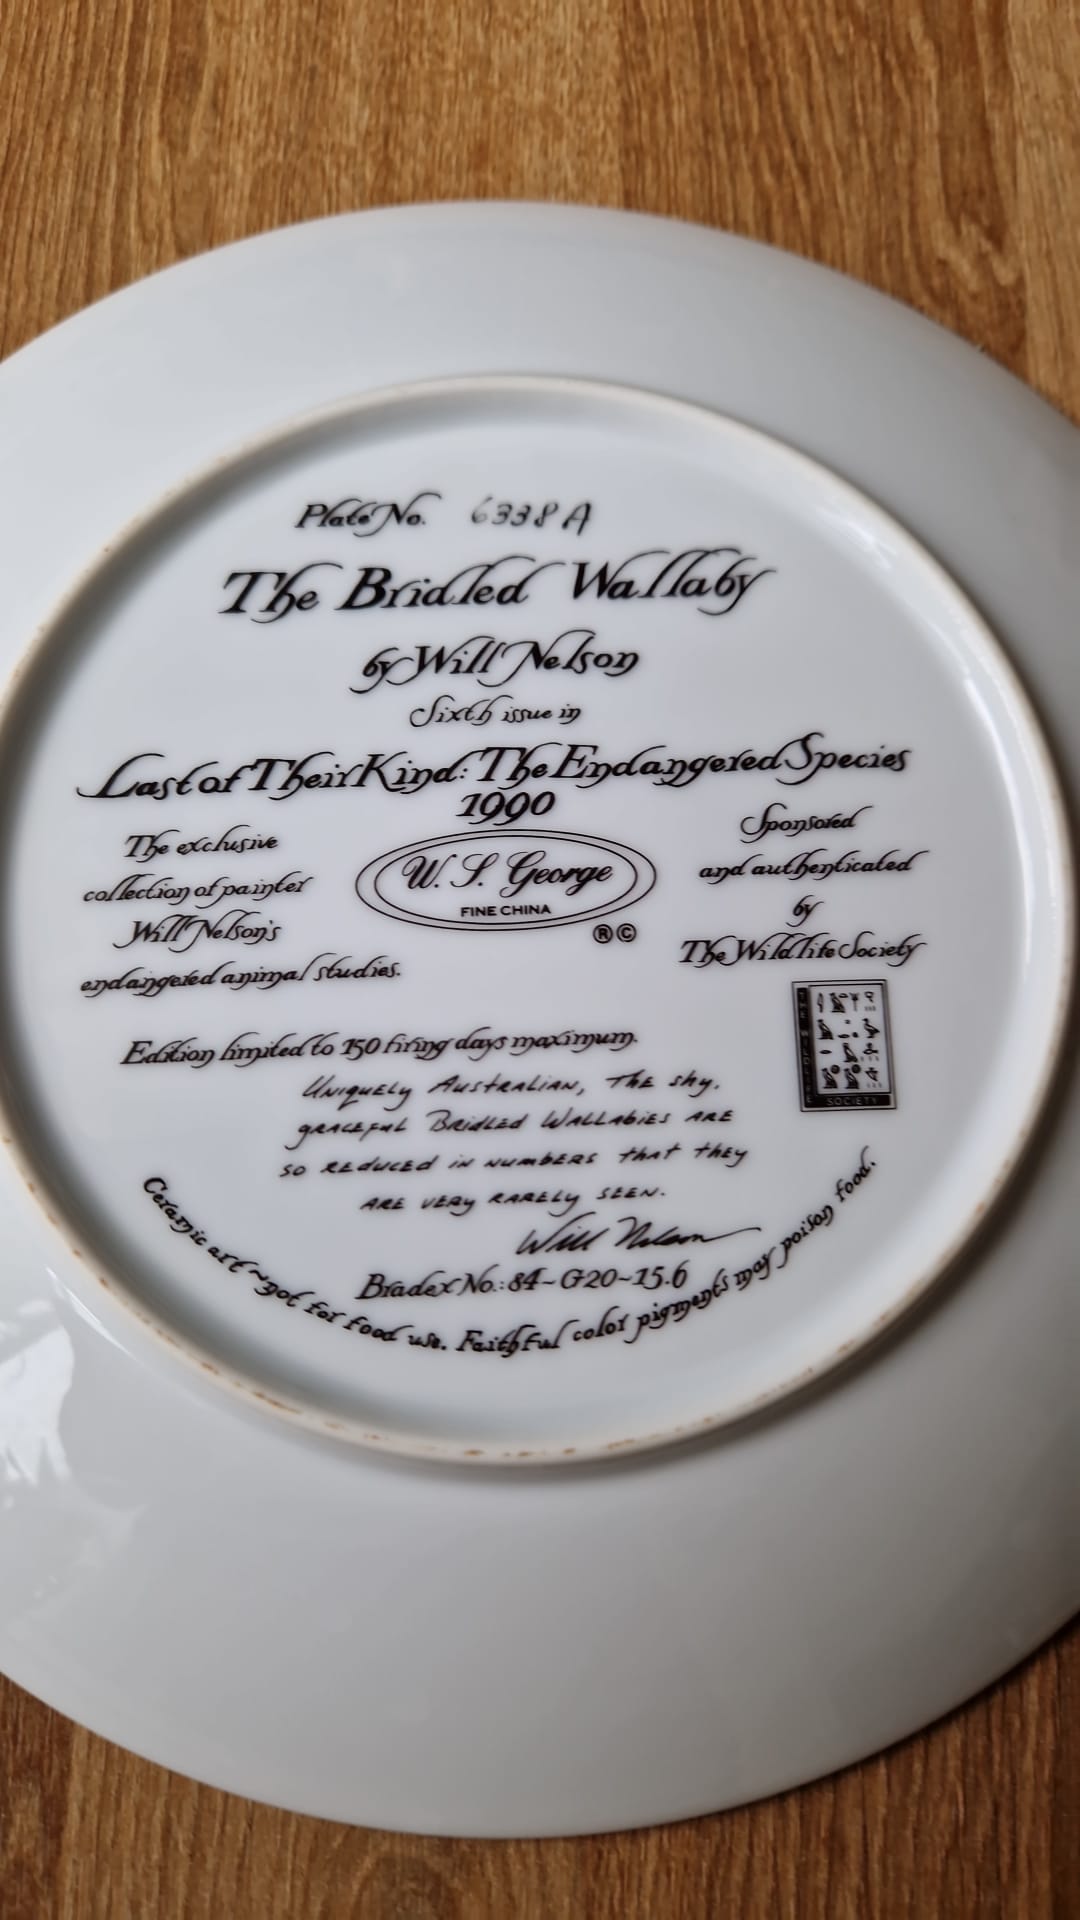 Plate No. 6338A
The Bridled Wallaby
by Will Nelson
Sixth issue in
Last of Their Kind: The Endangered Species
1990
The exclusive
collection of painter
Will Nelson's
endangered animal studies.
W. S. George
FINE CHINA
®©
Sponsored
and authenticated
by
The Wildlife Society
THE WILDLIFE
SOCIETY
Edition limited to 150 firing days maximum.
Uniquely Australian, the shy,
graceful Bridled Wallabies are
so reduced in numbers that they
are very rarely seen.
Will Nelson
Bradex No.: 84-G20-15.6
Ceramic art~not for food use. Faithful color pigments may poison food.